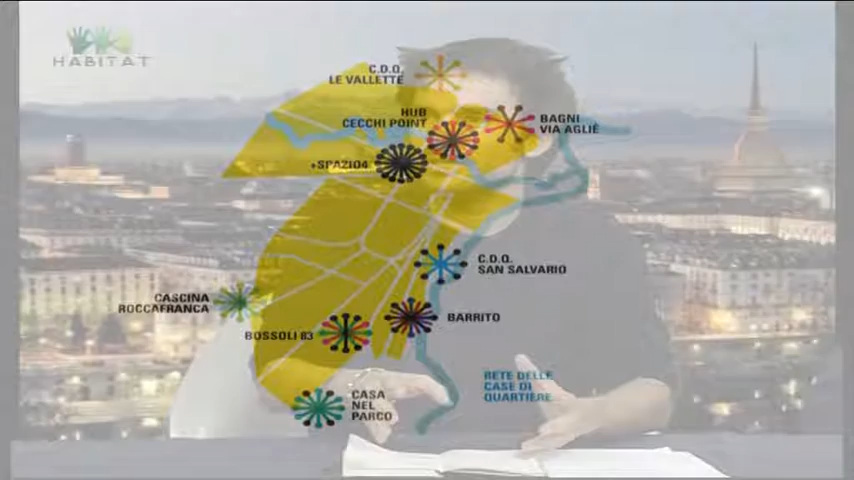 HABITAT
C.D.Q.
LE VALLETTE
HUB
CECCHI POINT
BAGNI
VIA AGLIÈ
+SPAZIO4
C.D.Q.
SAN SALVARIO
CASCINA
ROCCAFRANCA
BARRITO
BOSSOLI 83
RETE DELLE
CASE DI
QUARTIERE
CASA
NEL
PARCO